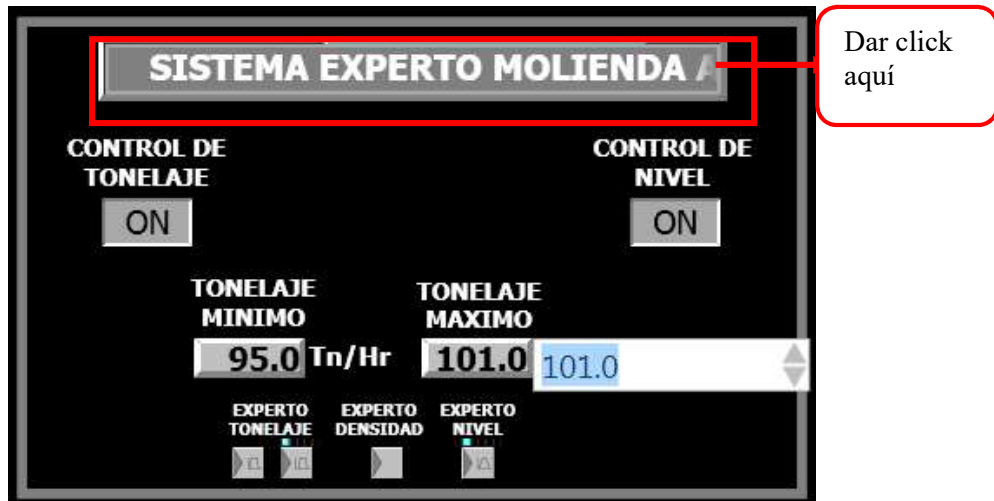 SISTEMA EXPERTO MOLIENDA A
Dar click
aquí
CONTROL DE
TONELAJE
ON
CONTROL DE
NIVEL
ON
TONELAJE
MINIMO
95.0 Tn/Hr
TONELAJE
MAXIMO
101.0
101.0
EXPERTO
TONELAJE
EXPERTO
DENSIDAD
EXPERTO
NIVEL